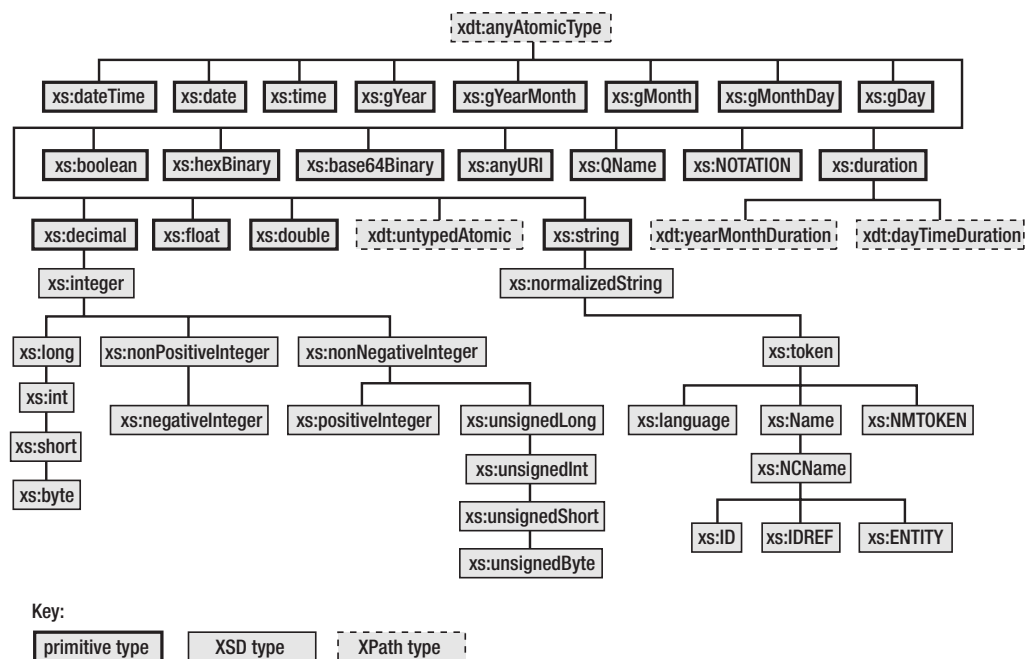 xdt:anyAtomicType
xs:dateTime xs:date xs:time xs:gYear xs:gYearMonth xs:gMonth xs:gMonthDay xs:gDay
xs:boolean xs:hexBinary xs:base64Binary xs:anyURI xs:QName xs:NOTATION xs:duration
xs:decimal xs:float xs:double xdt:untypedAtomic xs:string xdt:yearMonthDuration xdt:dayTimeDuration
xs:integer xs:normalizedString
xs:long xs:nonPositiveInteger xs:nonNegativeInteger xs:token
xs:int
xs:negativeInteger xs:positiveInteger xs:unsignedLong xs:language xs:Name xs:NMTOKEN
xs:short
xs:unsignedInt xs:NCName
xs:byte
xs:unsignedShort xs:ID xs:IDREF xs:ENTITY
xs:unsignedByte
Key:
primitive type XSD type XPath type